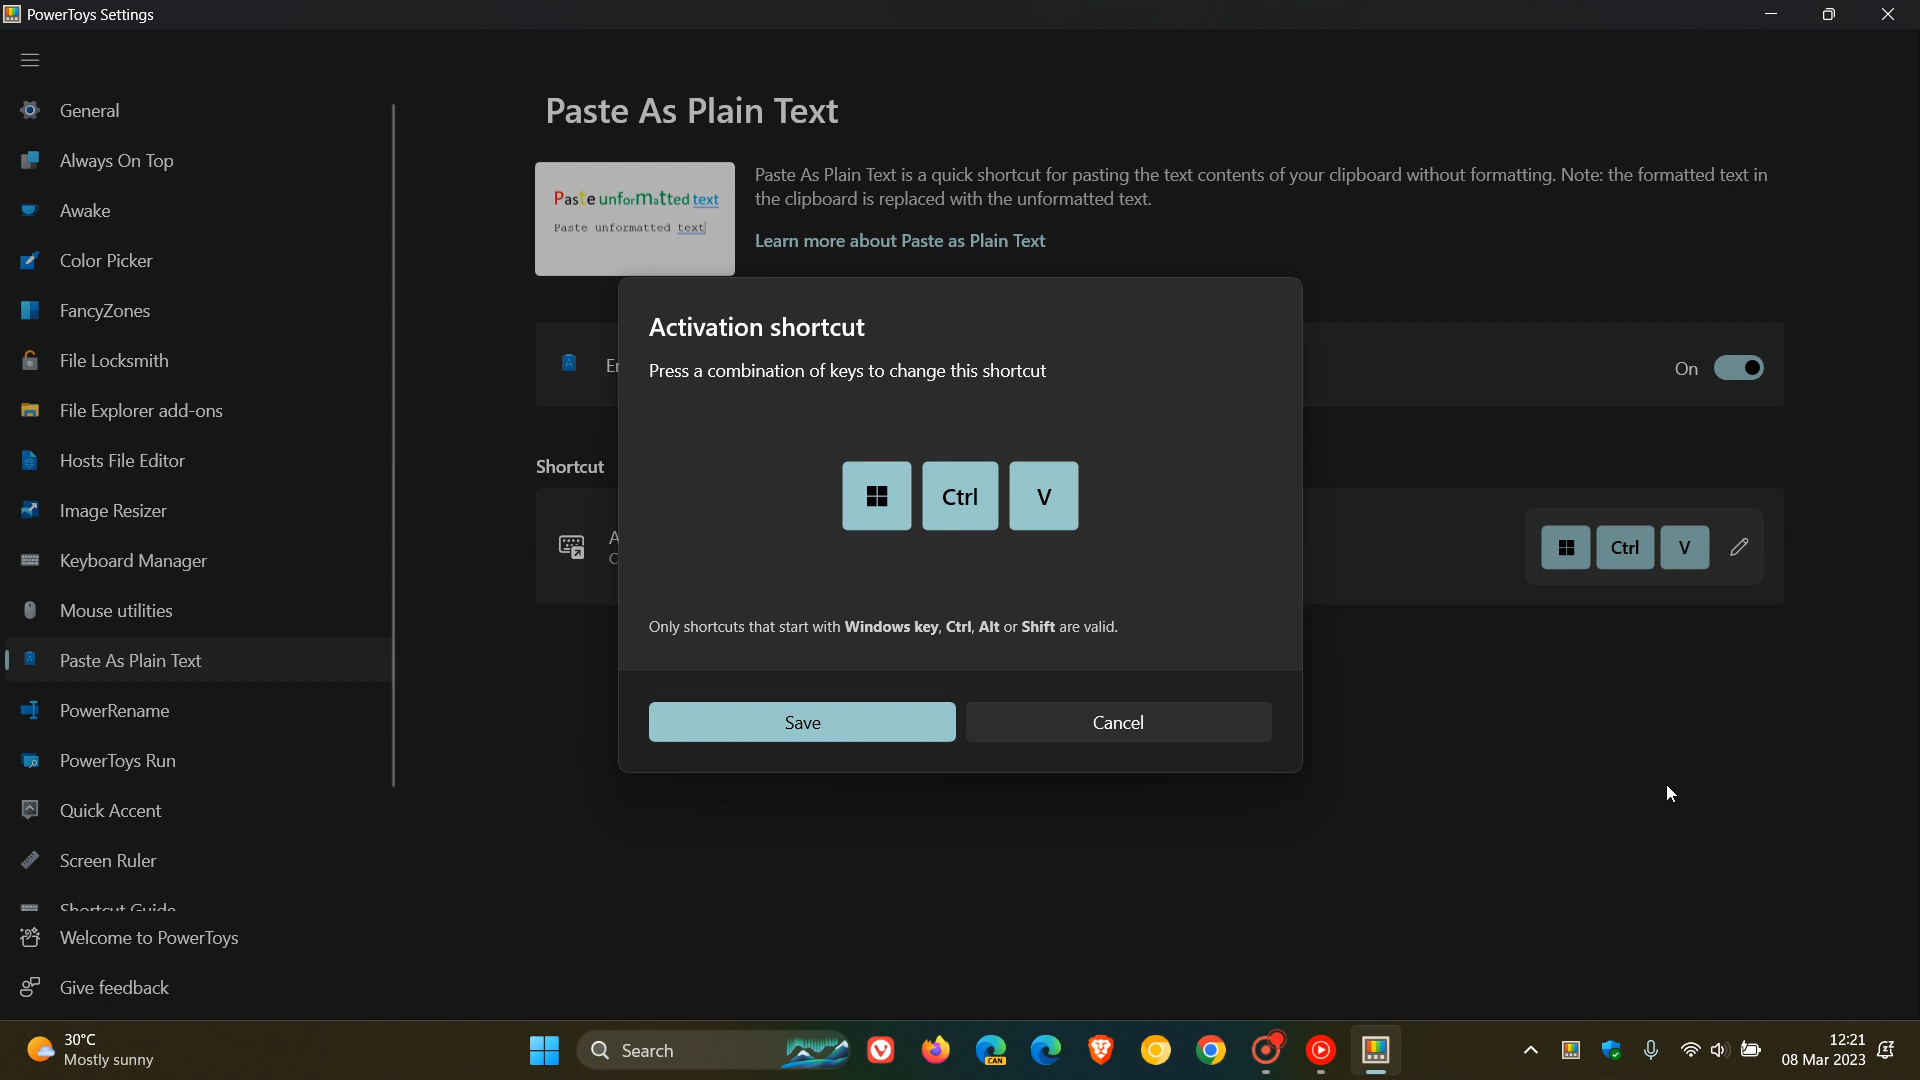 PowerToys Settings
General
Always On Top
Awake
Color Picker
FancyZones
File Locksmith
File Explorer add-ons
Hosts File Editor
Image Resizer
Keyboard Manager
Mouse utilities
Paste As Plain Text
PowerRename
PowerToys Run
Quick Accent
Screen Ruler
Shortcut Guide
Welcome to PowerToys
Give feedback
Paste As Plain Text
Paste unformatted text
Paste unformatted text
Paste As Plain Text is a quick shortcut for pasting the text contents of your clipboard without formatting. Note: the formatted text in
the clipboard is replaced with the unformatted text.
Learn more about Paste as Plain Text
On
Shortcut
Ctrl V
Activation shortcut
Press a combination of keys to change this shortcut
Ctrl V
Only shortcuts that start with Windows key, Ctrl, Alt or Shift are valid.
Save Cancel
30°C
Mostly sunny
Search
CAN
12:21
08 Mar 2023